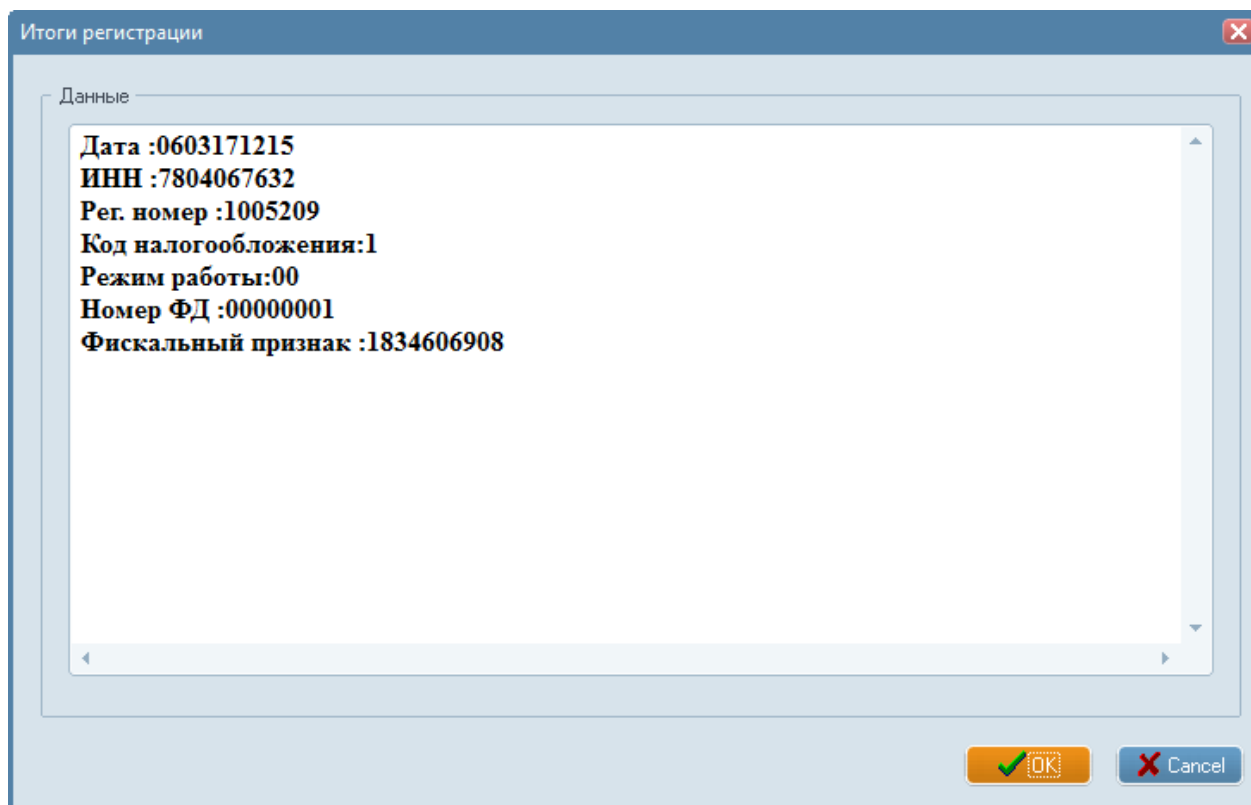 Итоги регистрации
Данные
Дата :0603171215
ИНН :7804067632
Рег. номер :1005209
Код налогообложения:1
Режим работы:00
Номер ФД :00000001
Фискальный признак :1834606908
OK
Cancel